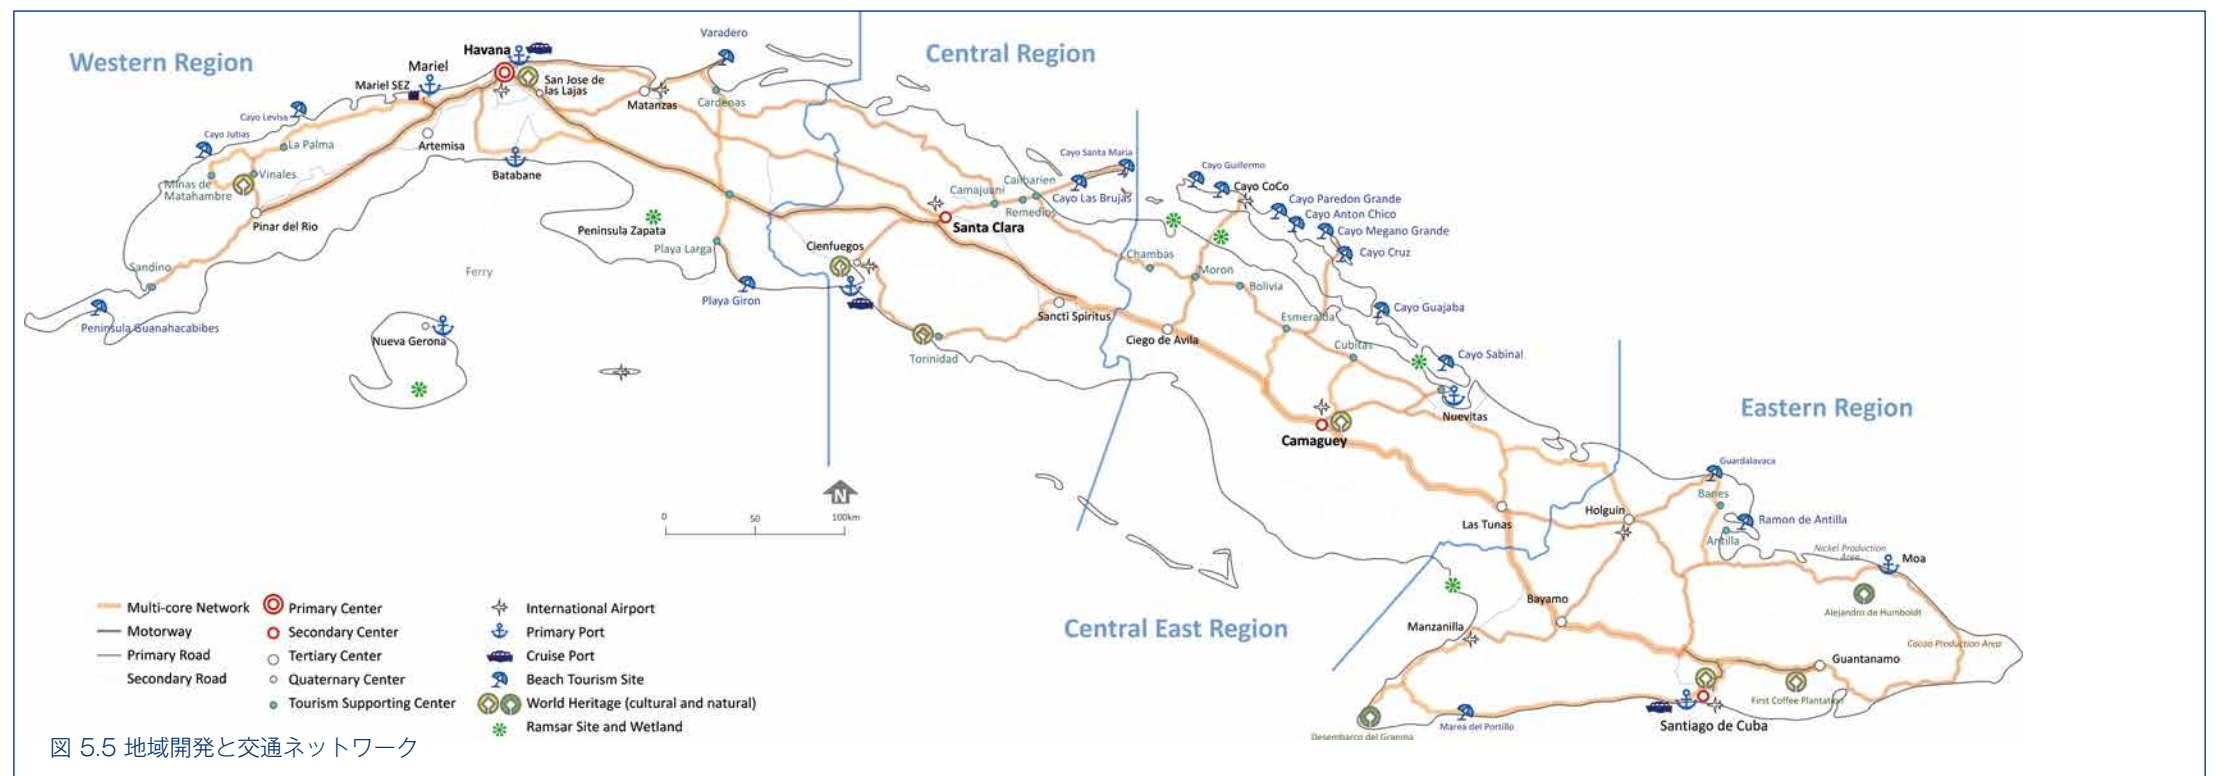 Western Region
Central Region
Eastern Region
Central East Region
Havana
Mariel
Mariel SEZ
San Jose de
las Lajas
Varadero
Matanzas
Cardenas
Cayo Levisa
Cayo Jutias
La Palma
Artemisa
Batabane
Minas de
Matahambre
Vinales
Pinar del Rio
Sandino
Peninsula Guanahacabibes
Ferry
Nueva Gerona
Peninsula Zapata
Playa Larga
Playa Giron
Cienfuegos
Santa Clara
Camajuani
Caibarien
Remedios
Cayo Santa Maria
Cayo Las Brujas
Sancti Spiritus
Torinidad
Cayo Guillermo
Cayo CoCo
Cayo Paredon Grande
Cayo Anton Chico
Cayo Megano Grande
Cayo Cruz
Chambas
Moron
Bolivia
Ciego de Avila
Esmeralda
Cubitas
Cayo Guajaba
Cayo Sabinal
Nuevitas
Camaguey
Las Tunas
Holguin
Guardalavaca
Banes
Ramon de Antilla
Antilla
Nickel Production
Area
Moa
Alejandro de Humboldt
Cocoa Production Area
Bayamo
Manzanilla
Guantanamo
First Coffee Plantation
Santiago de Cuba
Marea del Portillo
Desembarco del Granma
N
0 50 100km
Multi-core Network
Motorway
Primary Road
Secondary Road
Primary Center
Secondary Center
Tertiary Center
Quaternary Center
Tourism Supporting Center
International Airport
Primary Port
Cruise Port
Beach Tourism Site
World Heritage (cultural and natural)
Ramsar Site and Wetland
図 5.5 地域開発と交通ネットワーク